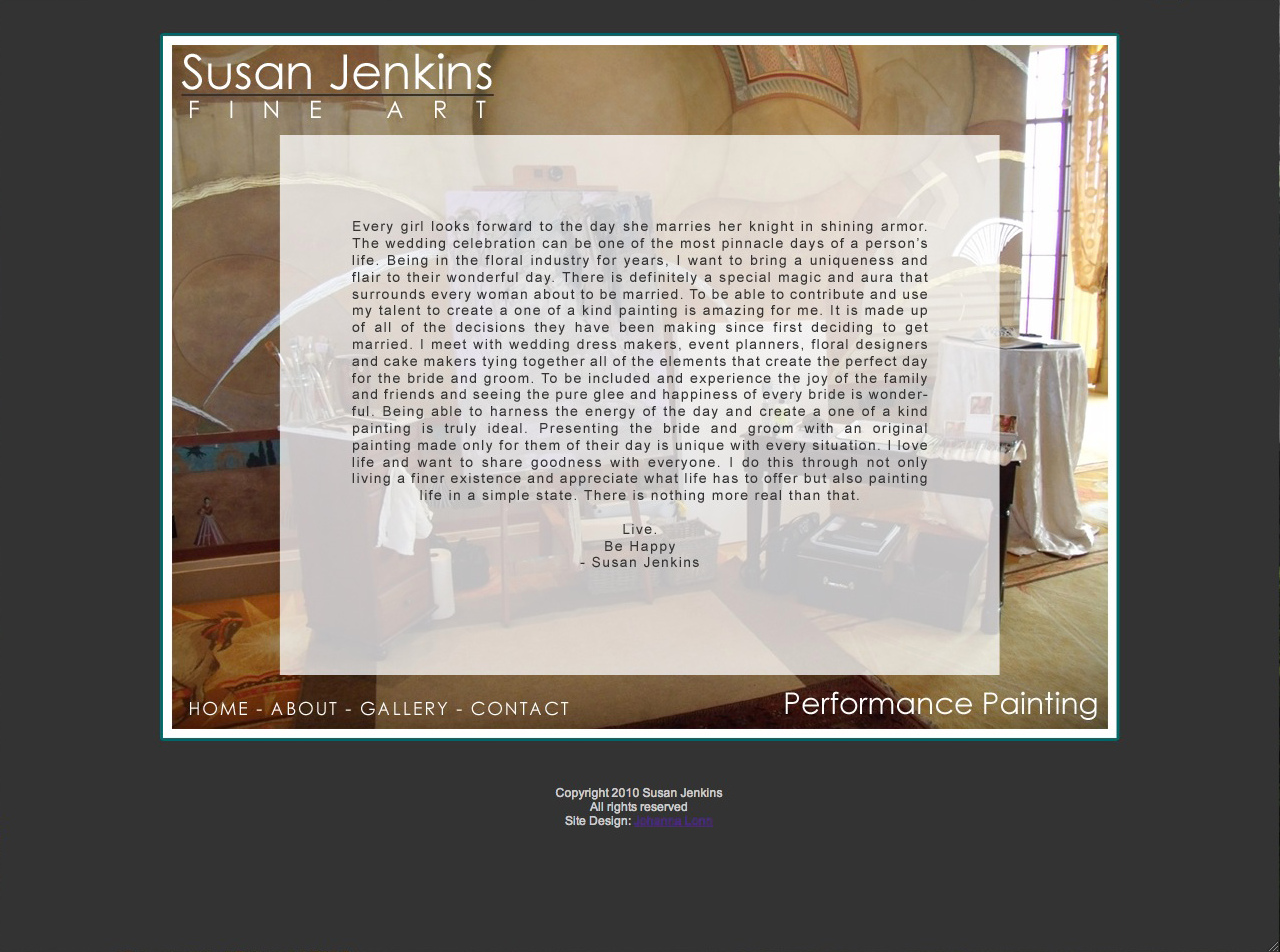 Susan Jenkins
FINE ART
Every girl looks forward to the day she marries her knight in shining armor.
The wedding celebration can be one of the most pinnacle days of a person's
life. Being in the floral industry for years, I want to bring a uniqueness and
flair to their wonderful day. There is definitely a special magic and aura that
surrounds every woman about to be married. To be able to contribute and use
my talent to create a one of a kind painting is amazing for me. It is made up
of all of the decisions they have been making since first deciding to get
married. I meet with wedding dress makers, event planners, floral designers
and cake makers tying together all of the elements that create the perfect day
for the bride and groom. To be included and experience the joy of the family
and friends and seeing the pure glee and happiness of every bride is wonder-
ful. Being able to harness the energy of the day and create a one of a kind
painting is truly ideal. Presenting the bride and groom with an original
painting made only for them of their day is unique with every situation. I love
life and want to share goodness with everyone. I do this through not only
living a finer existence and appreciate what life has to offer but also painting
life in a simple state. There is nothing more real than that.
Live.
Be Happy
- Susan Jenkins
HOME - ABOUT - GALLERY - CONTACT
Performance Painting
Copyright 2010 Susan Jenkins
All rights reserved
Site Design: